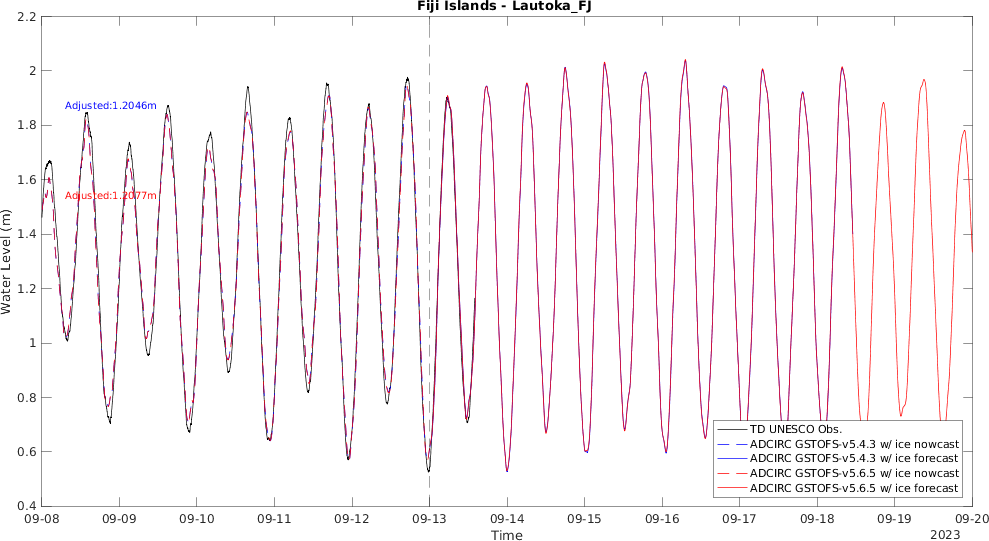 Fiji Islands - Lautoka_FJ
2.2
2
1.8
1.6
1.4
1.2
1
0.8
0.6
0.4
Water Level (m)
Adjusted:1.2046m
Adjusted:1.2077m
TD UNESCO Obs.
ADCIRC GSTOFS-v5.4.3 w/ ice nowcast
ADCIRC GSTOFS-v5.4.3 w/ ice forecast
ADCIRC GSTOFS-v5.6.5 w/ ice nowcast
ADCIRC GSTOFS-v5.6.5 w/ ice forecast
09-08 09-09 09-10 09-11 09-12 09-13 09-14 09-15 09-16 09-17 09-18 09-19 09-20
Time
2023